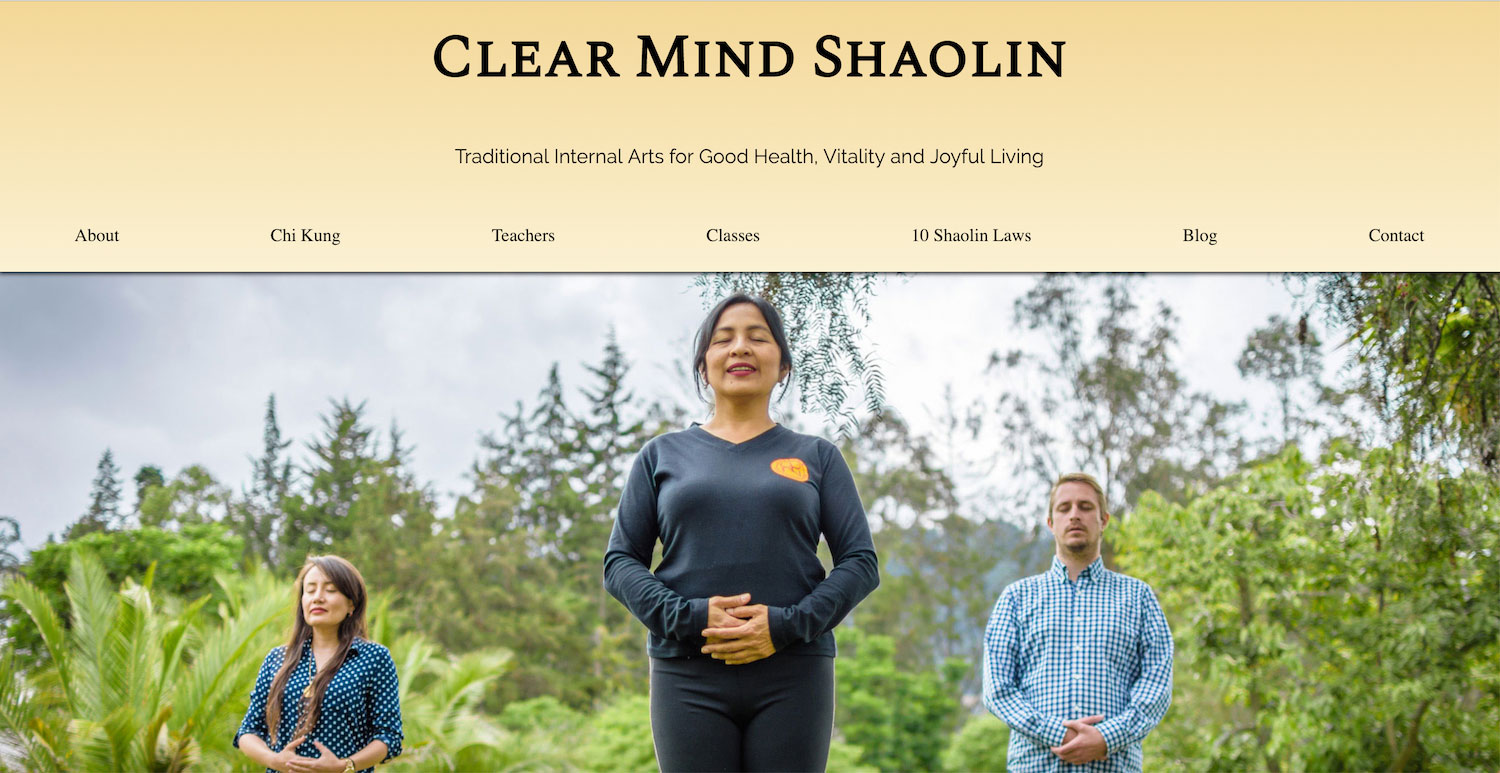 Clear Mind Shaolin
Traditional Internal Arts for Good Health, Vitality and Joyful Living
About Chi Kung Teachers Classes 10 Shaolin Laws Blog Contact